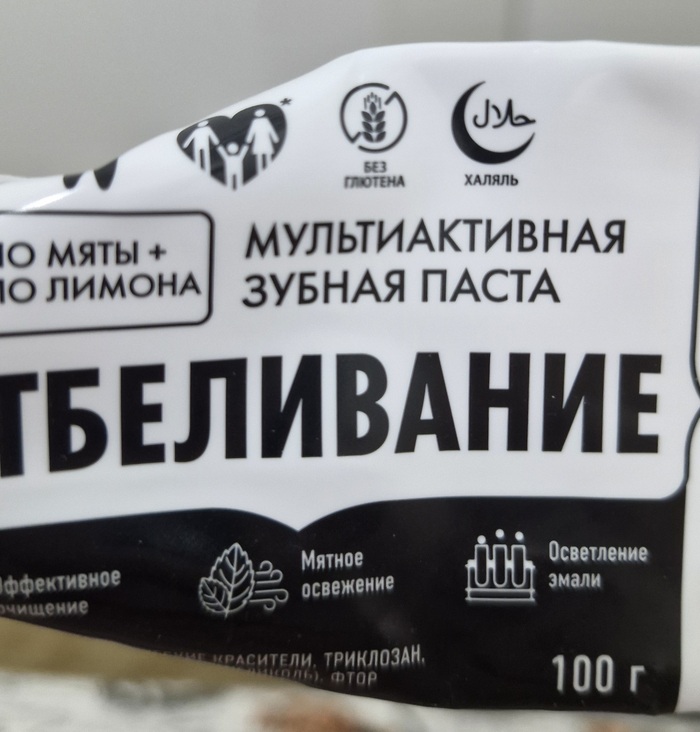 БЕЗ
ГЛЮТЕНА
حلال
ХАЛЯЛЬ
МЯТЫ +
ЛИМОНА
МУЛЬТИАКТИВНАЯ
ЗУБНАЯ ПАСТА
ТБЕЛИВАНИЕ
ффективное
чищение
Мятное
освежение
Осветление
эмали
КРАСИТЕЛИ, ТРИКЛОЗАН,
ФТОР
100 г